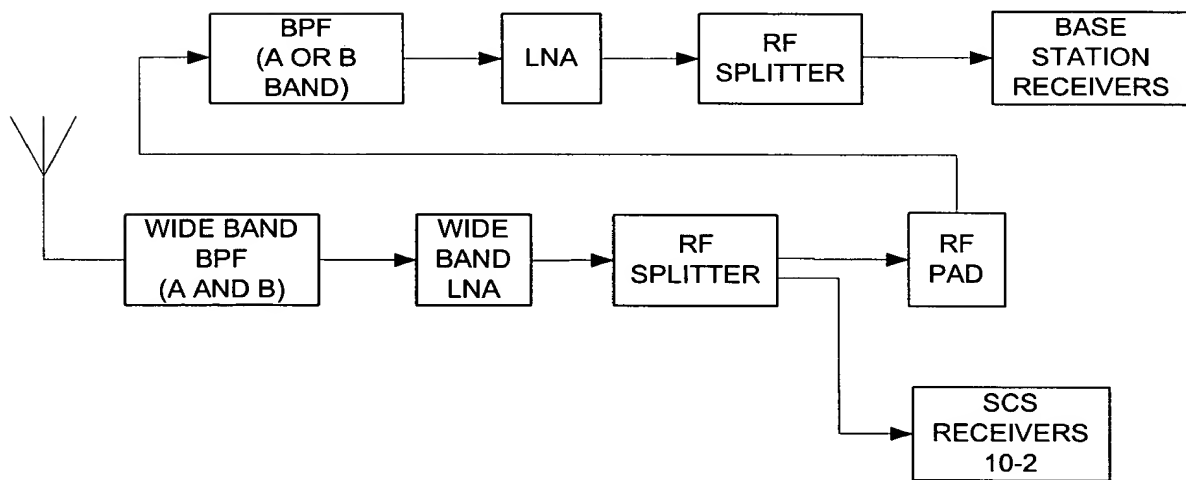 BPF
(A OR B
BAND)
LNA
RF
SPLITTER
BASE
STATION
RECEIVERS
WIDE BAND
BPF
(A AND B)
WIDE
BAND
LNA
RF
SPLITTER
RF
PAD
SCS
RECEIVERS
10-2